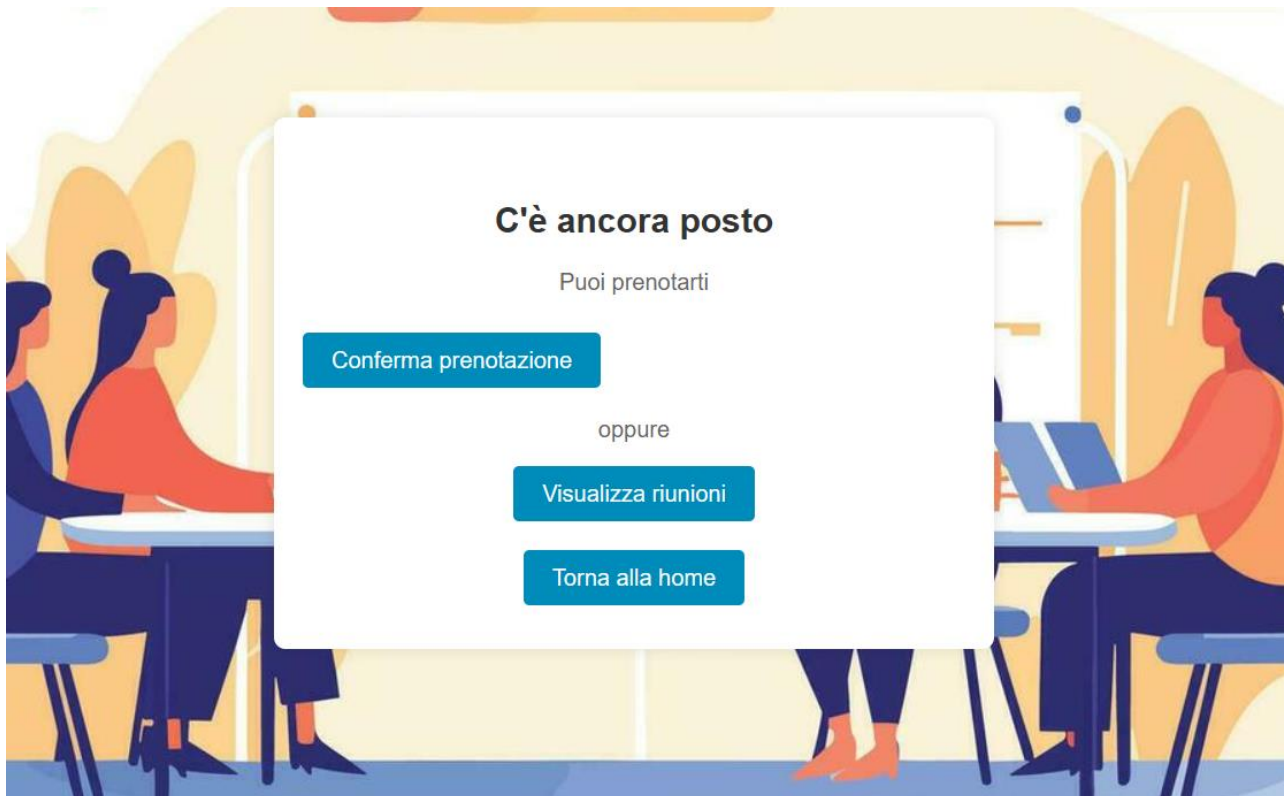 C'è ancora posto
Puoi prenotarti
Conferma prenotazione
oppure
Visualizza riunioni
Torna alla home